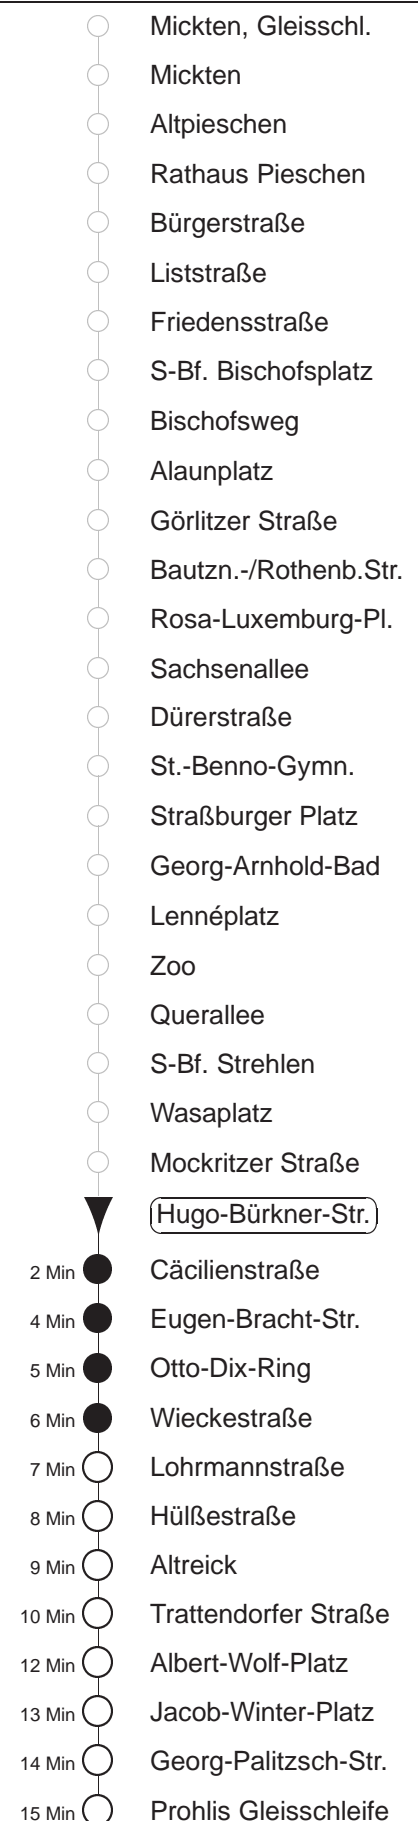 Mickten, Gleisschl.
Mickten
Altpieschen
Rathaus Pieschen
Bürgerstraße
Liststraße
Friedensstraße
S-Bf. Bischofsplatz
Bischofsweg
Alaunplatz
Görlitzer Straße
Bautzn.-/Rothenb.Str.
Rosa-Luxemburg-Pl.
Sachsenallee
Dürerstraße
St.-Benno-Gymn.
Straßburger Platz
Georg-Arnhold-Bad
Lennéplatz
Zoo
Querallee
S-Bf. Strehlen
Wasaplatz
Mockritzer Straße
Hugo-Bürkner-Str.
2 Min Cäcilienstraße
4 Min Eugen-Bracht-Str.
5 Min Otto-Dix-Ring
6 Min Wieckestraße
7 Min Lohrmannstraße
8 Min Hülßestraße
9 Min Altreick
10 Min Trattendorfer Straße
12 Min Albert-Wolf-Platz
13 Min Jacob-Winter-Platz
14 Min Georg-Palitzsch-Str.
15 Min Prohlis Gleisschleife